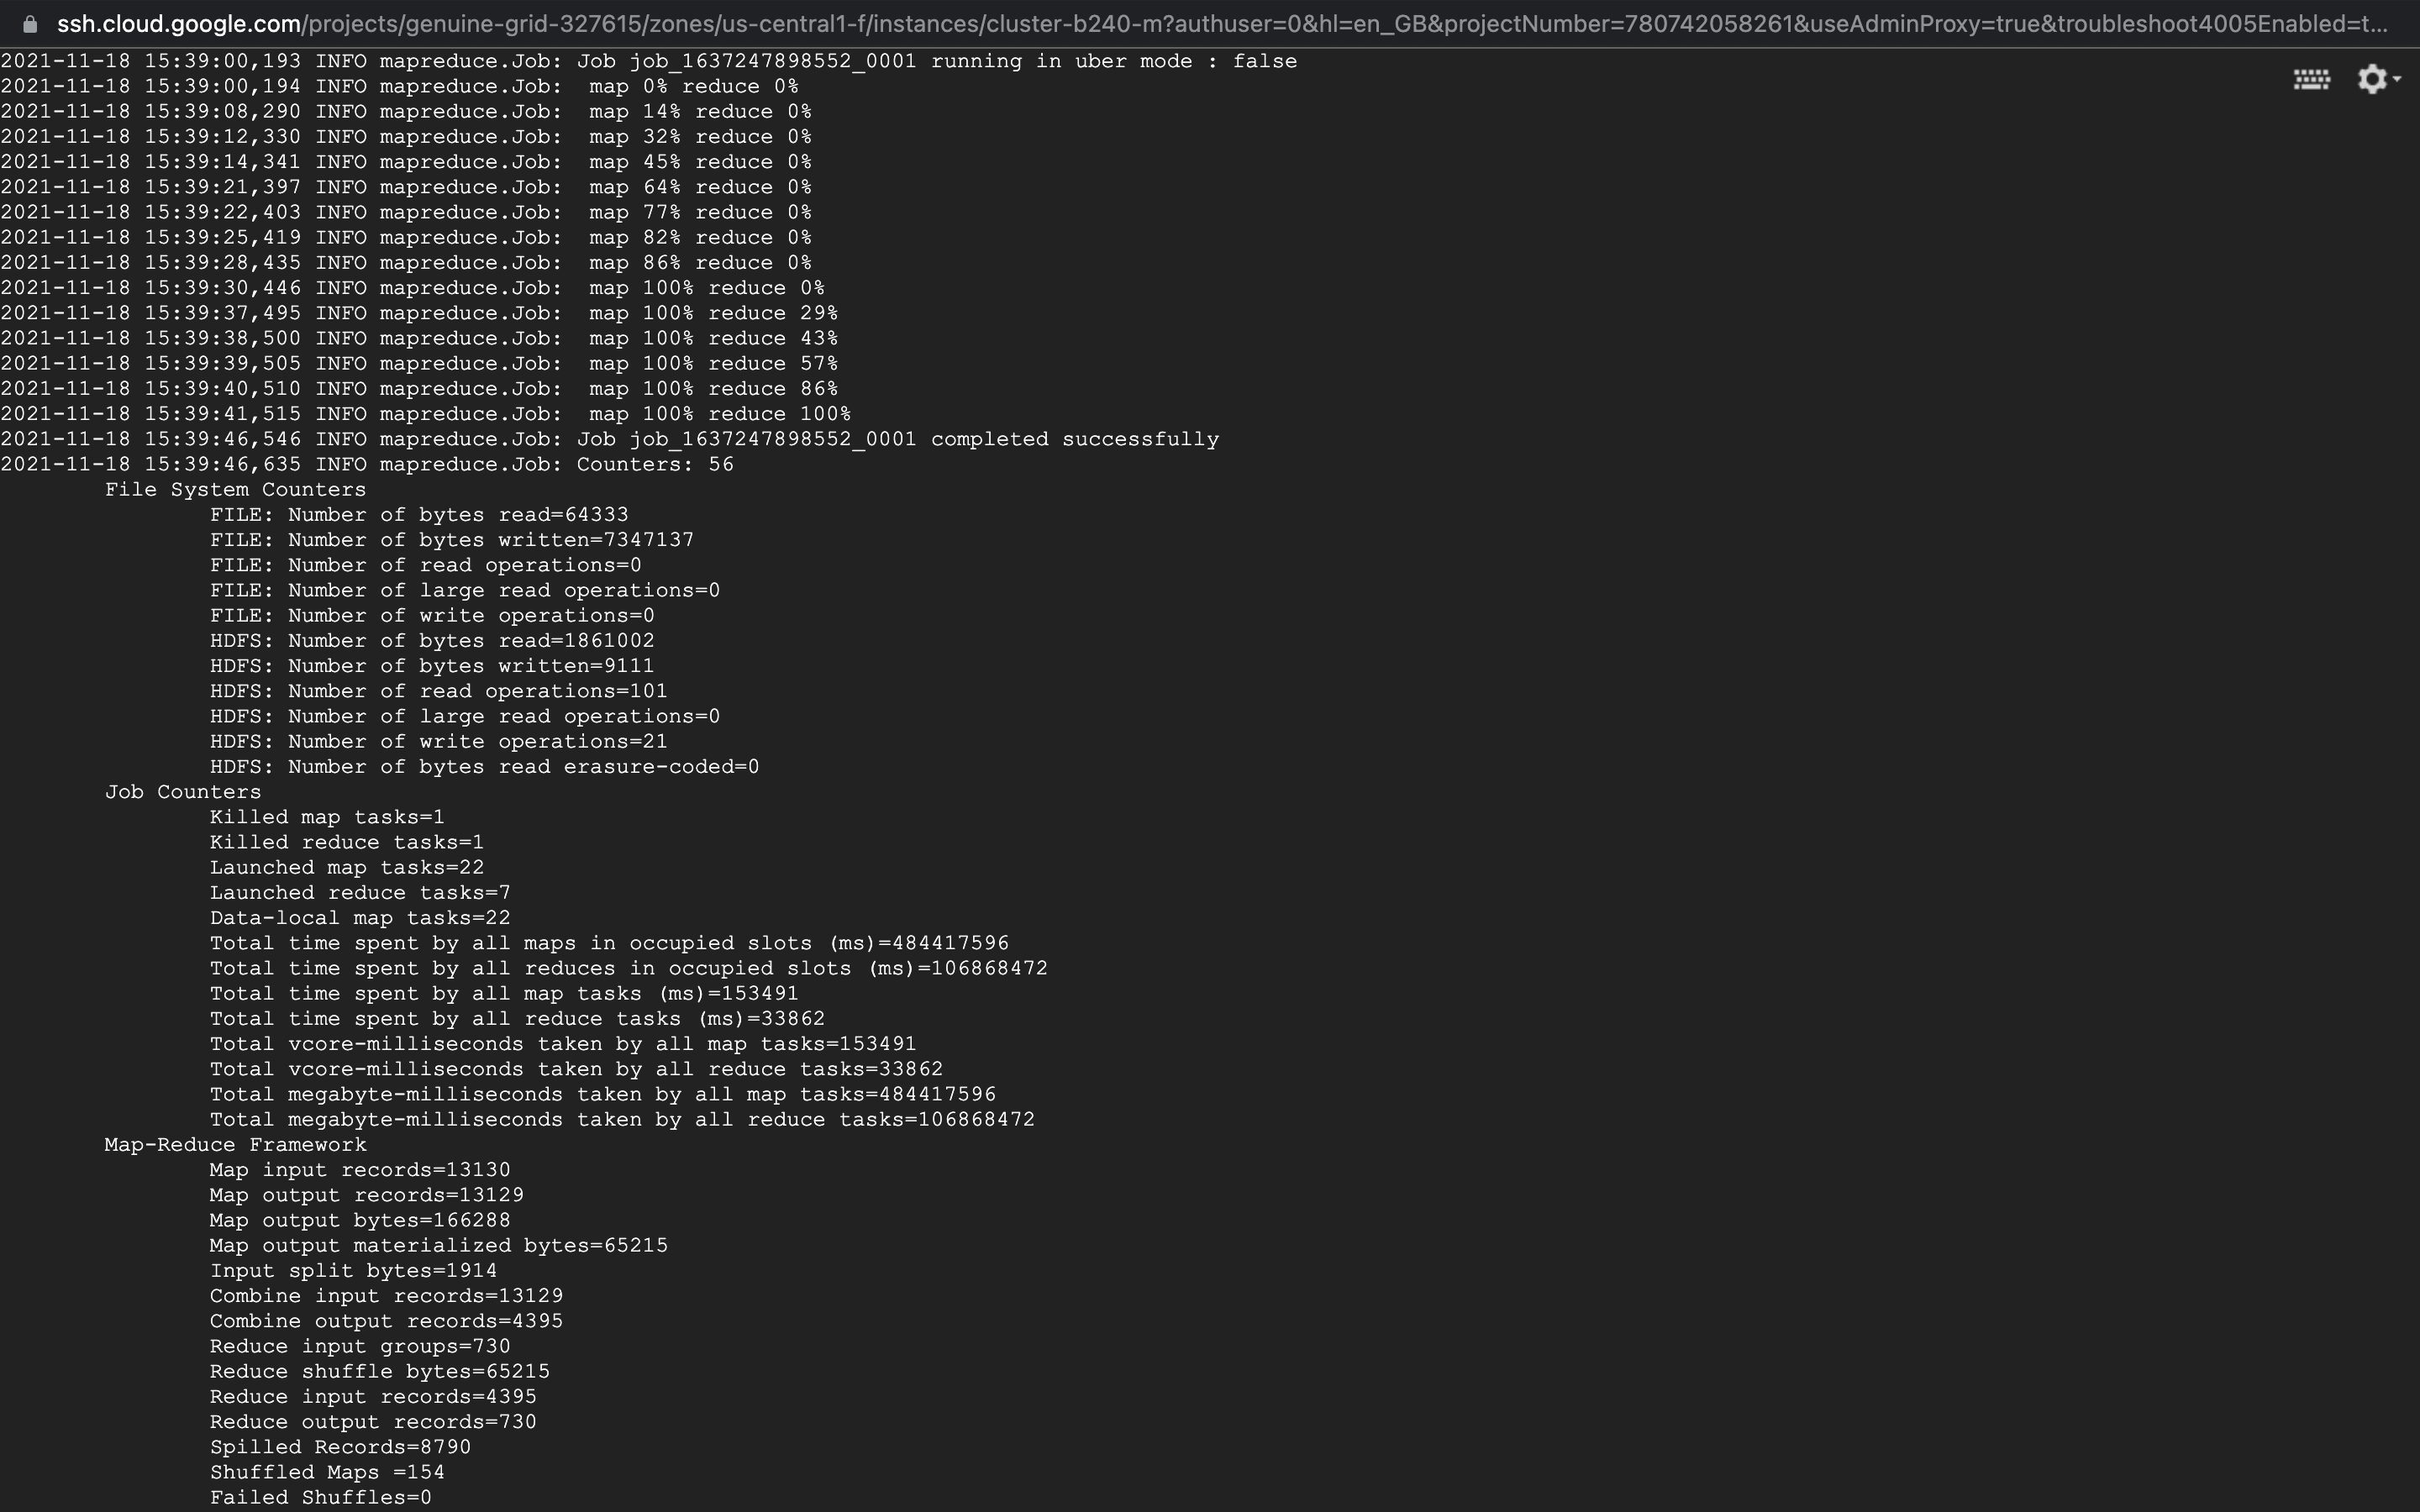 ssh.cloud.google.com/projects/genuine-grid-327615/zones/us-central1-f/instances/cluster-b240-m?authuser=0&hl=en_GB&projectNumber=780742058261&useAdminProxy=true&troubleshoot4005Enabled=t...
2021-11-18 15:39:00,193 INFO mapreduce.Job: Job job_1637247898552_0001 running in uber mode : false
2021-11-18 15:39:00,194 INFO mapreduce.Job:  map 0% reduce 0%
2021-11-18 15:39:08,290 INFO mapreduce.Job:  map 14% reduce 0%
2021-11-18 15:39:12,330 INFO mapreduce.Job:  map 32% reduce 0%
2021-11-18 15:39:14,341 INFO mapreduce.Job:  map 45% reduce 0%
2021-11-18 15:39:21,397 INFO mapreduce.Job:  map 64% reduce 0%
2021-11-18 15:39:22,403 INFO mapreduce.Job:  map 77% reduce 0%
2021-11-18 15:39:25,419 INFO mapreduce.Job:  map 82% reduce 0%
2021-11-18 15:39:28,435 INFO mapreduce.Job:  map 86% reduce 0%
2021-11-18 15:39:30,446 INFO mapreduce.Job:  map 100% reduce 0%
2021-11-18 15:39:37,495 INFO mapreduce.Job:  map 100% reduce 29%
2021-11-18 15:39:38,500 INFO mapreduce.Job:  map 100% reduce 43%
2021-11-18 15:39:39,505 INFO mapreduce.Job:  map 100% reduce 57%
2021-11-18 15:39:40,510 INFO mapreduce.Job:  map 100% reduce 86%
2021-11-18 15:39:41,515 INFO mapreduce.Job:  map 100% reduce 100%
2021-11-18 15:39:46,546 INFO mapreduce.Job: Job job_1637247898552_0001 completed successfully
2021-11-18 15:39:46,635 INFO mapreduce.Job: Counters: 56
File System Counters
FILE: Number of bytes read=64333
FILE: Number of bytes written=7347137
FILE: Number of read operations=0
FILE: Number of large read operations=0
FILE: Number of write operations=0
HDFS: Number of bytes read=1861002
HDFS: Number of bytes written=9111
HDFS: Number of read operations=101
HDFS: Number of large read operations=0
HDFS: Number of write operations=21
HDFS: Number of bytes read erasure-coded=0
Job Counters
Killed map tasks=1
Killed reduce tasks=1
Launched map tasks=22
Launched reduce tasks=7
Data-local map tasks=22
Total time spent by all maps in occupied slots (ms)=484417596
Total time spent by all reduces in occupied slots (ms)=106868472
Total time spent by all map tasks (ms)=153491
Total time spent by all reduce tasks (ms)=33862
Total vcore-milliseconds taken by all map tasks=153491
Total vcore-milliseconds taken by all reduce tasks=33862
Total megabyte-milliseconds taken by all map tasks=484417596
Total megabyte-milliseconds taken by all reduce tasks=106868472
Map-Reduce Framework
Map input records=13130
Map output records=13129
Map output bytes=166288
Map output materialized bytes=65215
Input split bytes=1914
Combine input records=13129
Combine output records=4395
Reduce input groups=730
Reduce shuffle bytes=65215
Reduce input records=4395
Reduce output records=730
Spilled Records=8790
Shuffled Maps =154
Failed Shuffles=0